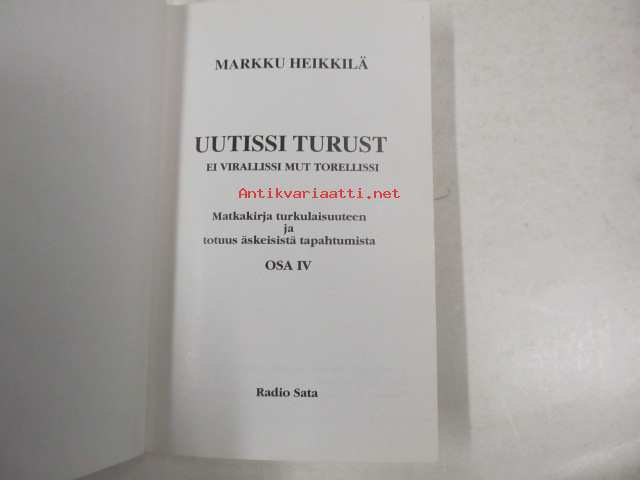 MARKKU HEIKKILÄ
UUTISSI TURUST
EI VIRALLISSI MUT TORELLISSI
Antikvariaatti.net
Matkakirja turkulaisuuteen
ja
totuus äskeisistä tapahtumista
OSA IV
Radio Sata